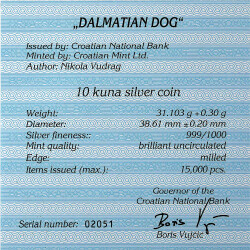 „DALMATIAN DOG“
Issued by: Croatian National Bank
Minted by: Croatian Mint Ltd.
Author: Nikola Vudrag
10 kuna silver coin
Weight: 31.103 g +0.30 g
Diameter: 38.61 mm ±0.20 mm
Silver fineness:: 999/1000
Mint quality: brilliant uncirculated
Edge: milled
Items issued (max.): 15,000 pcs.
Gouernor of the
Croatian National Bank
Boris Vujčić
Serial number: 02051